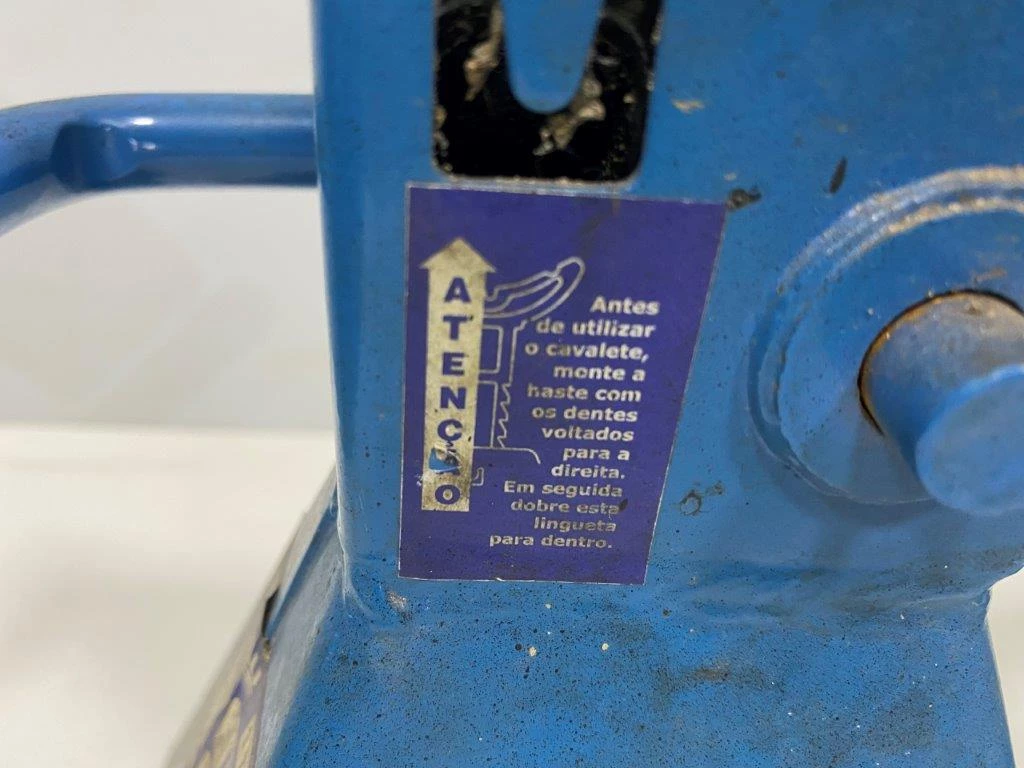 ATENÇÃO
Antes
de utilizar
o cavalete,
monte a
haste com
os dentes
voltados
para a
direita.
Em seguida
dobre esta
lingueta
para dentro.